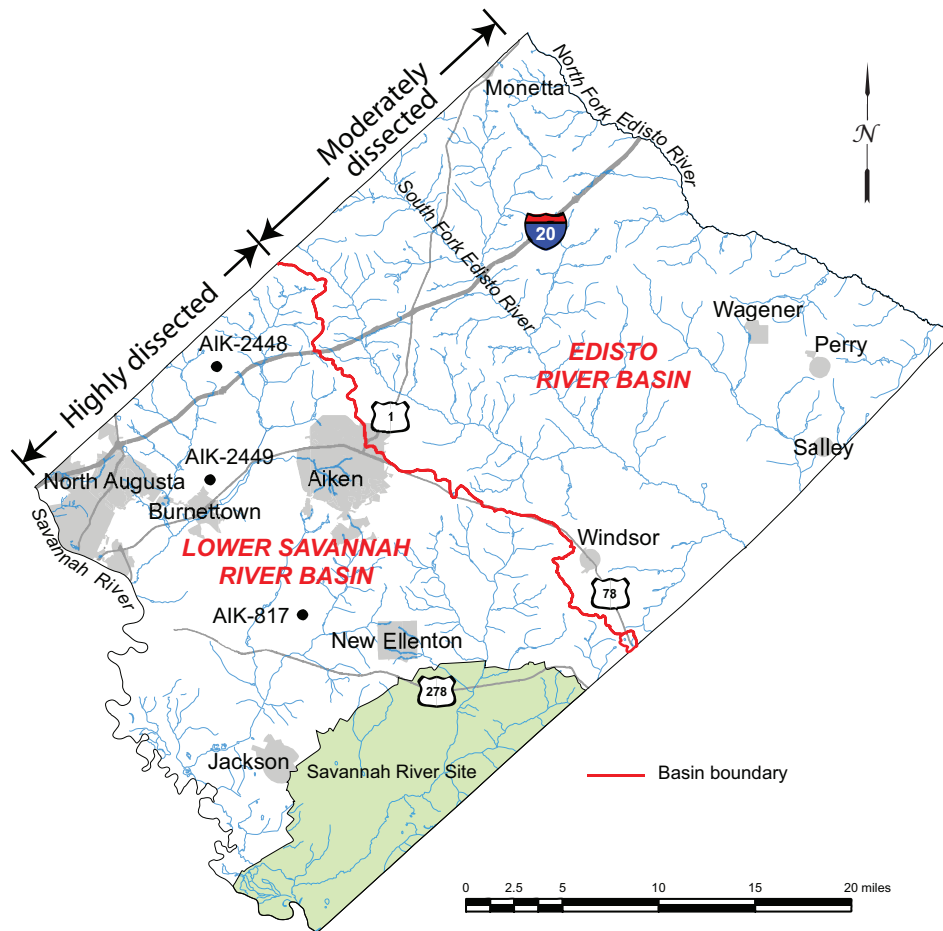 Moderately
dissected
Highly dissected
North Fork Edisto River
Monetta
N
South Fork Edisto River
20
Wagener
Perry
AIK-2448
EDISTO
RIVER BASIN
1
Salley
AIK-2449
North Augusta
Aiken
Burnettown
Savannah River
LOWER SAVANNAH
RIVER BASIN
Windsor
78
AIK-817
New Ellenton
278
Jackson
Savannah River Site
Basin boundary
0 2.5 5 10 15 20 miles